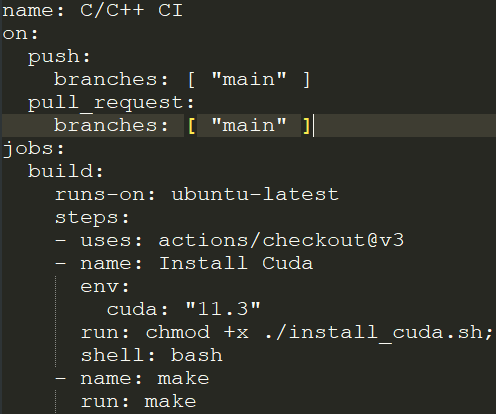 name: C/C++ CI
on:
  push:
    branches: [ "main" ]
  pull_request:
    branches: [ "main" ]
jobs:
  build:
    runs-on: ubuntu-latest
    steps:
    - uses: actions/checkout@v3
    - name: Install Cuda
      env:
        cuda: "11.3"
      run: chmod +x ./install_cuda.sh;
      shell: bash
    - name: make
      run: make